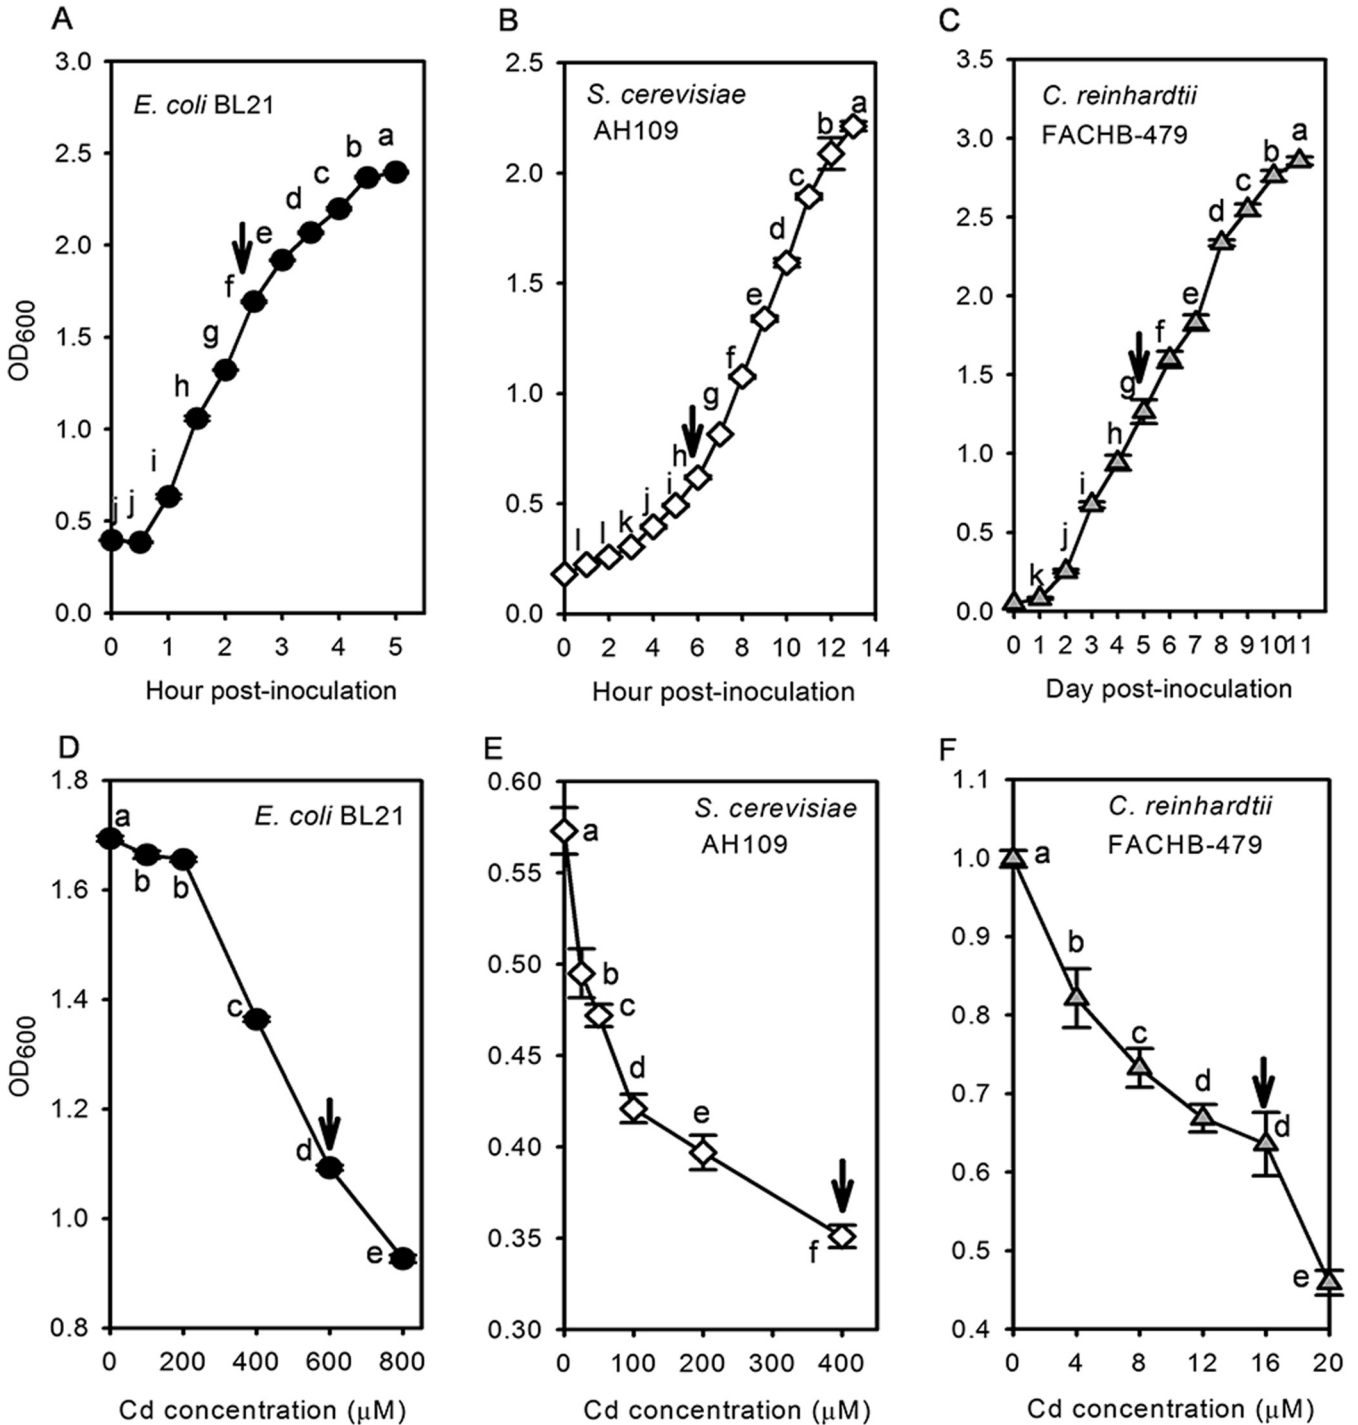 A
3.0
2.5
2.0
1.5
1.0
0.5
0.0
OD600
E. coli BL21
j
j
i
h
g
f
e
d
c
b
a
0 1 2 3 4 5
Hour post-inoculation
B
2.5
2.0
1.5
1.0
0.5
0.0
S. cerevisiae
AH109
l
l
k
j
i
h
g
f
e
d
c
b
a
0 2 4 6 8 10 12 14
Hour post-inoculation
C
3.5
3.0
2.5
2.0
1.5
1.0
0.5
0.0
C. reinhardtii
FACHB-479
k
j
i
h
g
f
e
d
c
b
a
0 1 2 3 4 5 6 7 8 9 10 11
Day post-inoculation
D
1.8
1.6
1.4
1.2
1.0
0.8
OD600
E. coli BL21
a
b
b
c
d
e
0 200 400 600 800
Cd concentration (μM)
E
0.60
0.55
0.50
0.45
0.40
0.35
0.30
S. cerevisiae
AH109
a
b
c
d
e
f
0 100 200 300 400
Cd concentration (μM)
F
1.1
1.0
0.9
0.8
0.7
0.6
0.5
0.4
C. reinhardtii
FACHB-479
a
b
c
d
d
e
0 4 8 12 16 20
Cd concentration (μM)